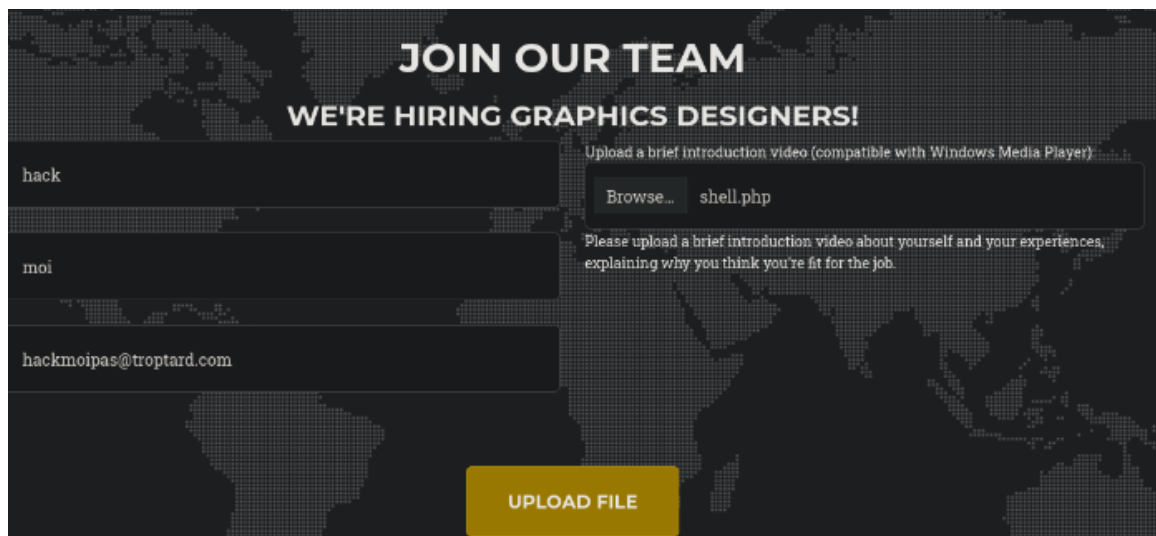 JOIN OUR TEAM
WE'RE HIRING GRAPHICS DESIGNERS!
hack
moi
hackmoipas@troptard.com
Upload a brief introduction video (compatible with Windows Media Player):
Browse... shell.php
Please upload a brief introduction video about yourself and your experiences,
explaining why you think you're fit for the job.
UPLOAD FILE